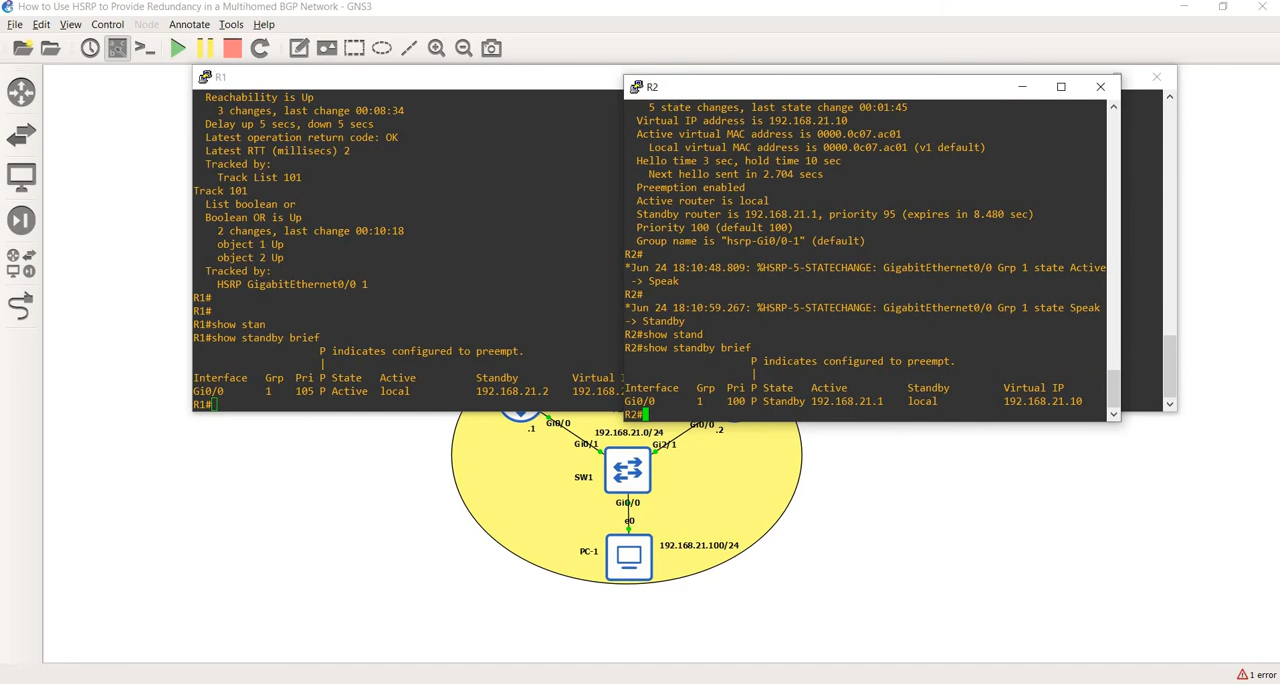 How to Use HSRP to Provide Redundancy in a Multihomed BGP Network - GNS3
File Edit View Control Node Annotate Tools Help
R1
Reachability is Up
3 changes, last change 00:08:34
Delay up 5 secs, down 5 secs
Latest operation return code: OK
Latest RTT (millisecs) 2
Tracked by:
Track List 101
Track 101
List boolean or
Boolean OR is Up
2 changes, last change 00:10:18
object 1 Up
object 2 Up
Tracked by:
HSRP GigabitEthernet0/0 1
R1#
R1#
R1#show stan
R1#show standby brief
P indicates configured to preempt.
|
Interface Grp Pri P State Active Standby Virtual I
Gi0/0 1 105 P Active local 192.168.21.2 192.168.
R1#
R2
5 state changes, last state change 00:01:45
Virtual IP address is 192.168.21.10
Active virtual MAC address is 0000.0c07.ac01
Local virtual MAC address is 0000.0c07.ac01 (v1 default)
Hello time 3 sec, hold time 10 sec
Next hello sent in 2.704 secs
Preemption enabled
Active router is local
Standby router is 192.168.21.1, priority 95 (expires in 8.480 sec)
Priority 100 (default 100)
Group name is "hsrp-Gi0/0-1" (default)
R2#
*Jun 24 18:10:48.809: %HSRP-5-STATECHANGE: GigabitEthernet0/0 Grp 1 state Active
-> Speak
R2#
*Jun 24 18:10:59.267: %HSRP-5-STATECHANGE: GigabitEthernet0/0 Grp 1 state Speak
-> Standby
R2#show stand
R2#show standby brief
P indicates configured to preempt.
|
Interface Grp Pri P State Active Standby Virtual IP
Gi0/0 1 100 P Standby 192.168.21.1 local 192.168.21.10
R2#
.1 Gi0/0 192.168.21.0/24 Gi0/0 .2
Gi0/1 Gi2/1
SW1
Gi0/0
e0
PC-1 192.168.21.100/24
1 error